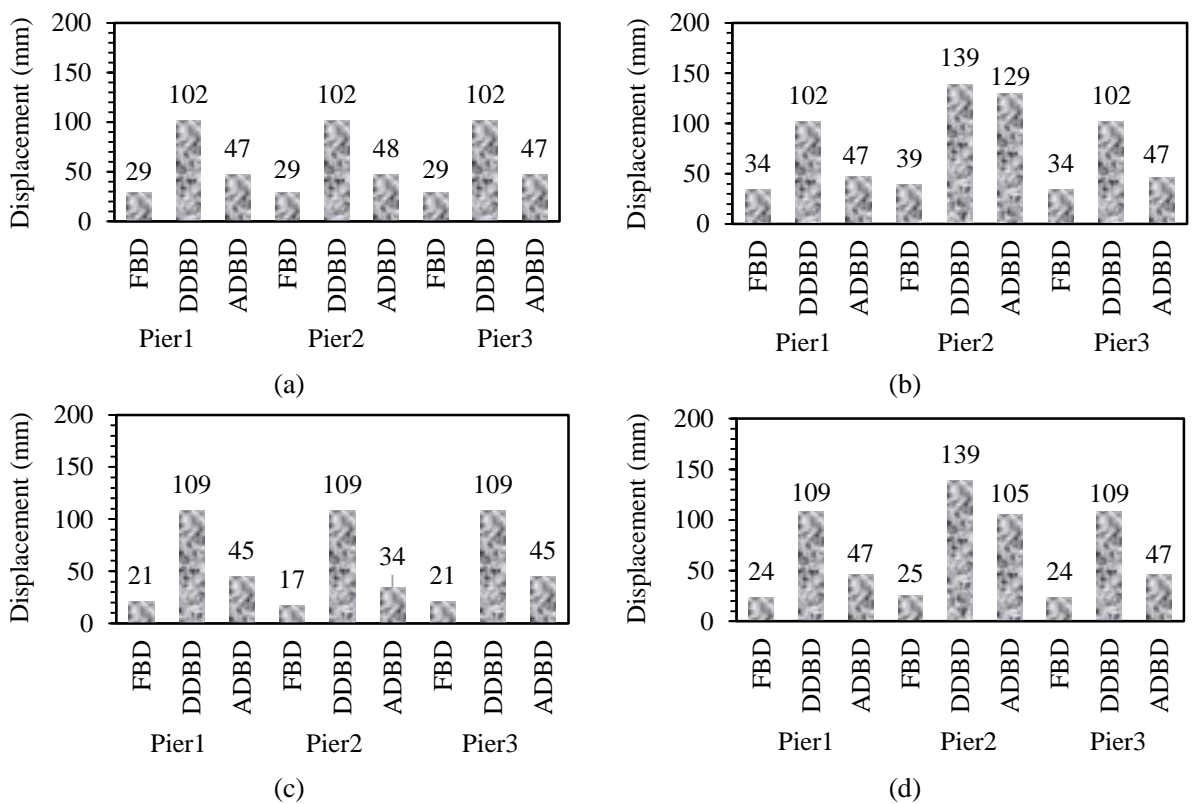 Displacement (mm)
200
150
100
50
0
29 102 47 29 102 48 29 102 47
FBD DDBD ADBD FBD DDBD ADBD FBD DDBD ADBD
Pier1 Pier2 Pier3
(a)
Displacement (mm)
200
150
100
50
0
34 102 47 39 139 129 34 102 47
FBD DDBD ADBD FBD DDBD ADBD FBD DDBD ADBD
Pier1 Pier2 Pier3
(b)
Displacement (mm)
200
150
100
50
0
21 109 45 17 109 34 21 109 45
FBD DDBD ADBD FBD DDBD ADBD FBD DDBD ADBD
Pier1 Pier2 Pier3
(c)
Displacement (mm)
200
150
100
50
0
24 109 47 25 139 105 24 109 47
FBD DDBD ADBD FBD DDBD ADBD FBD DDBD ADBD
Pier1 Pier2 Pier3
(d)